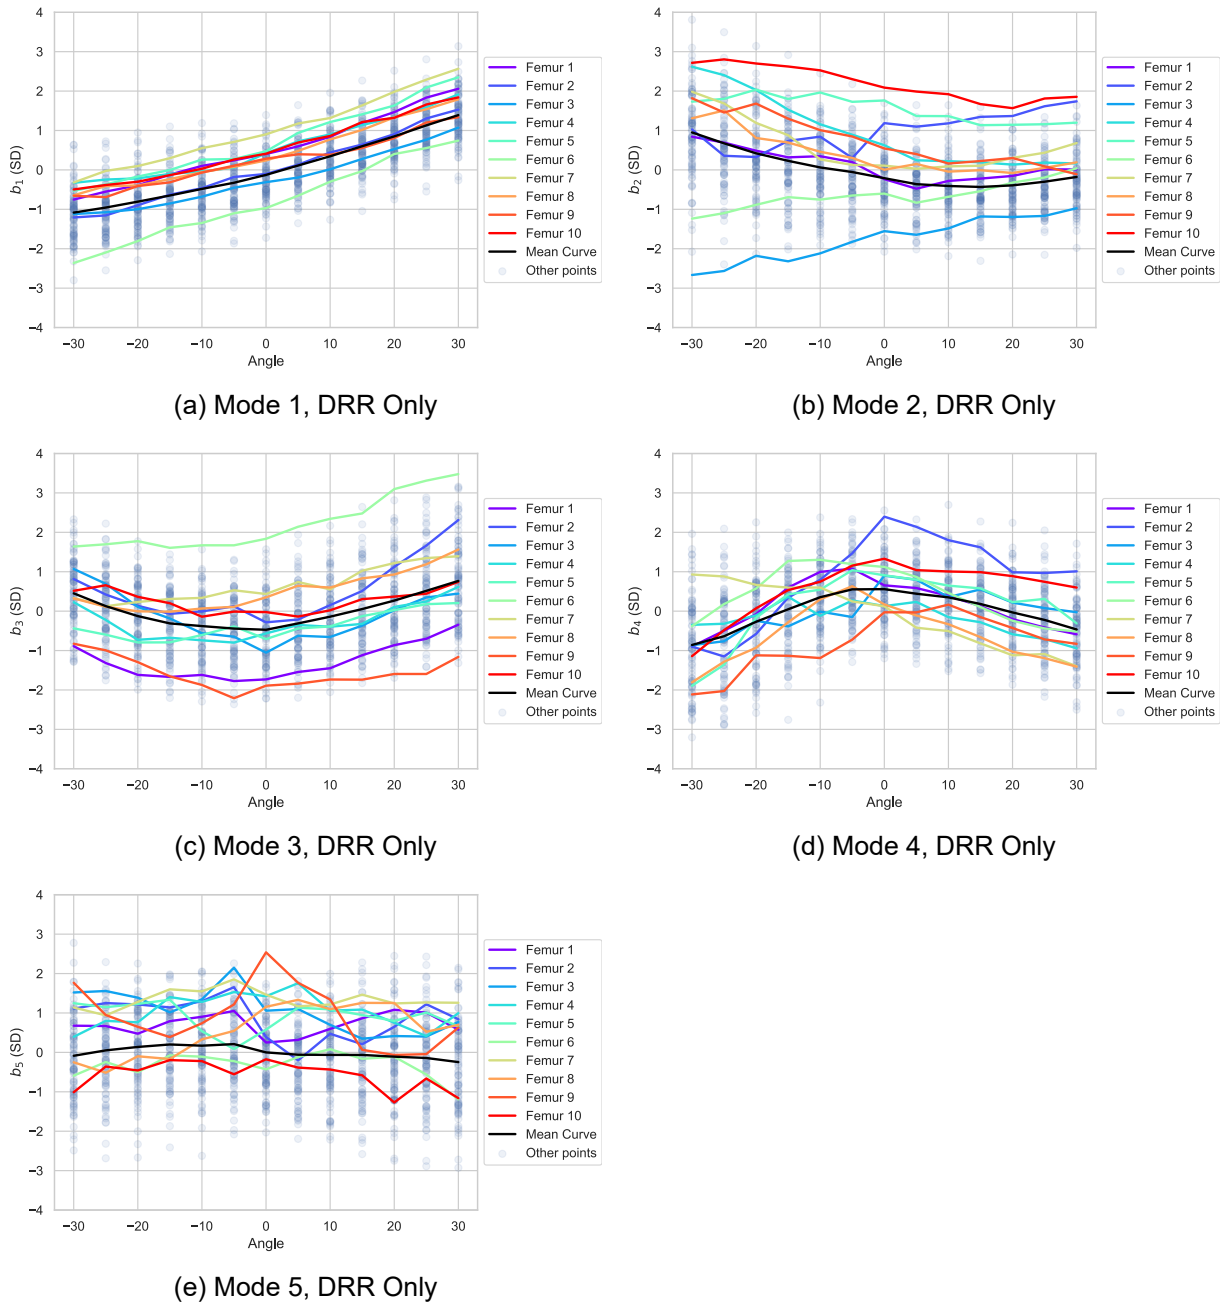 4
3
2
1
0
−1
−2
−3
−4
b1 (SD)
−30 −20 −10 0 10 20 30
Angle
Femur 1
Femur 2
Femur 3
Femur 4
Femur 5
Femur 6
Femur 7
Femur 8
Femur 9
Femur 10
Mean Curve
Other points
(a) Mode 1, DRR Only
4
3
2
1
0
−1
−2
−3
−4
b2 (SD)
−30 −20 −10 0 10 20 30
Angle
Femur 1
Femur 2
Femur 3
Femur 4
Femur 5
Femur 6
Femur 7
Femur 8
Femur 9
Femur 10
Mean Curve
Other points
(b) Mode 2, DRR Only
4
3
2
1
0
−1
−2
−3
−4
b3 (SD)
−30 −20 −10 0 10 20 30
Angle
Femur 1
Femur 2
Femur 3
Femur 4
Femur 5
Femur 6
Femur 7
Femur 8
Femur 9
Femur 10
Mean Curve
Other points
(c) Mode 3, DRR Only
4
3
2
1
0
−1
−2
−3
−4
b4 (SD)
−30 −20 −10 0 10 20 30
Angle
Femur 1
Femur 2
Femur 3
Femur 4
Femur 5
Femur 6
Femur 7
Femur 8
Femur 9
Femur 10
Mean Curve
Other points
(d) Mode 4, DRR Only
4
3
2
1
0
−1
−2
−3
−4
b5 (SD)
−30 −20 −10 0 10 20 30
Angle
Femur 1
Femur 2
Femur 3
Femur 4
Femur 5
Femur 6
Femur 7
Femur 8
Femur 9
Femur 10
Mean Curve
Other points
(e) Mode 5, DRR Only